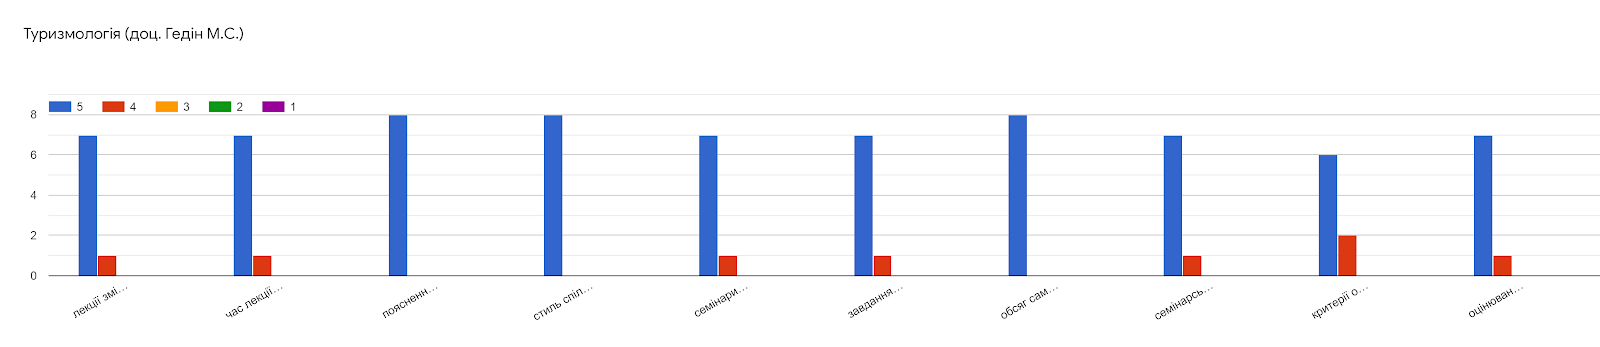 Туризмологія (доц. Гедін М.С.)
5 4 3 2 1
8
6
4
2
0
лекції змі…
час лекції…
пояснен…
стиль спіл…
семінари…
завдання…
обсяг сам…
семінарсь…
критерії о…
оцінюван…